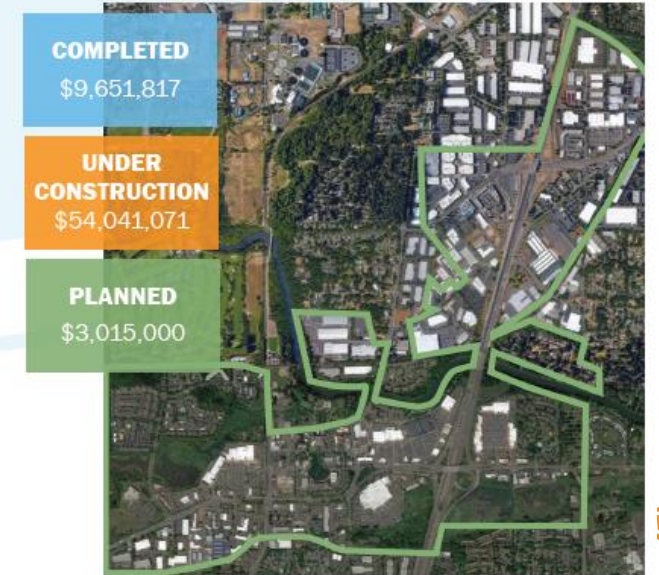 COMPLETED
$9,651,817
UNDER
CONSTRUCTION
$54,041,071
PLANNED
$3,015,000